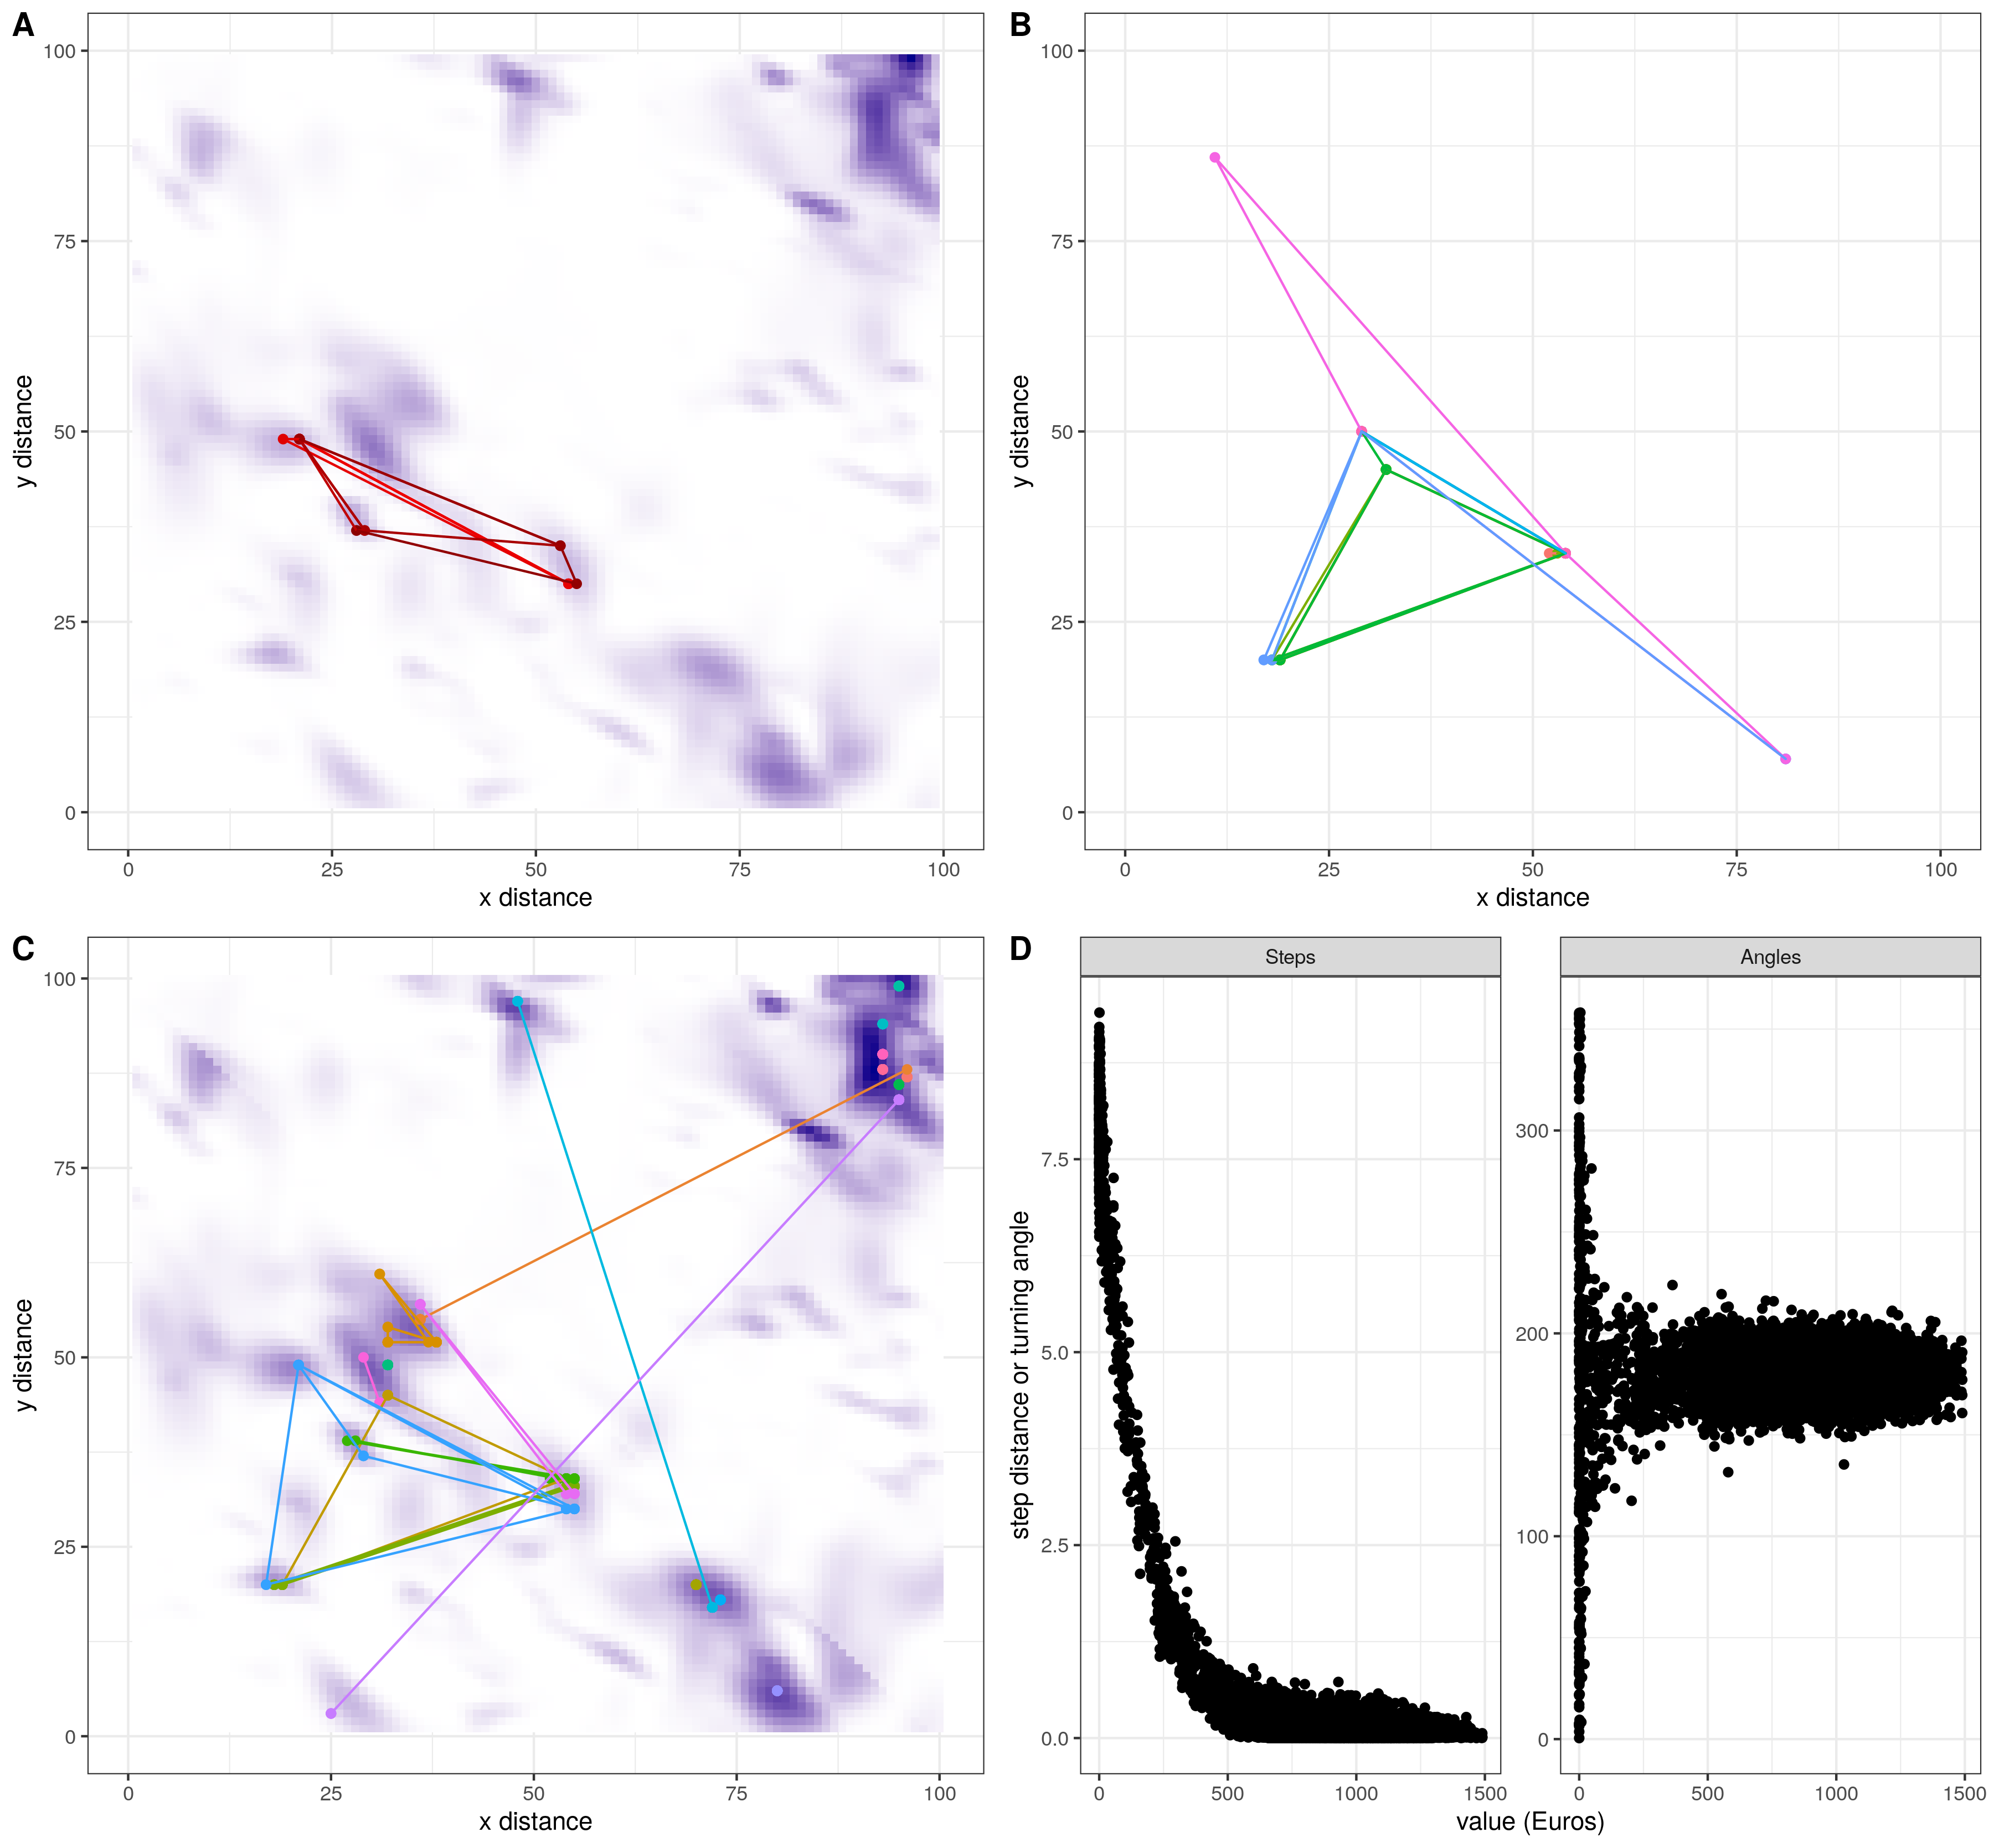 A
100
75
50
25
0
y distance
0 25 50 75 100
x distance
B
100
75
50
25
0
y distance
0 25 50 75 100
x distance
C
100
75
50
25
0
y distance
0 25 50 75 100
x distance
D
Steps
Angles
7.5
5.0
2.5
0.0
step distance or turning angle
300
200
100
0
0 500 1000 1500
0 500 1000 1500
value (Euros)